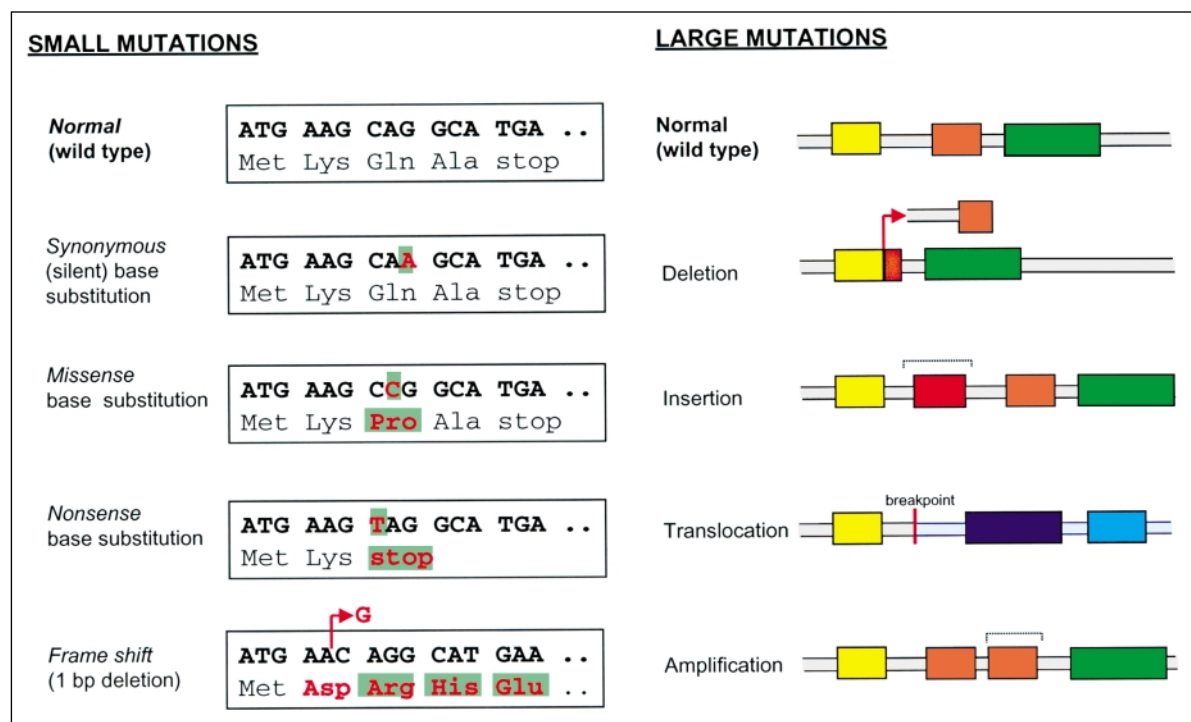 SMALL MUTATIONS
Normal
(wild type)
ATG AAG CAG GCA TGA ..
Met Lys Gln Ala stop
Synonymous
(silent) base
substitution
ATG AAG CAA GCA TGA ..
Met Lys Gln Ala stop
Missense
base substitution
ATG AAG CCG GCA TGA ..
Met Lys Pro Ala stop
Nonsense
base substitution
ATG AAG TAG GCA TGA ..
Met Lys stop
Frame shift
(1 bp deletion)
G
ATG AAC AGG CAT GAA ..
Met Asp Arg His Glu ..
LARGE MUTATIONS
Normal
(wild type)
Deletion
Insertion
Translocation
breakpoint
Amplification